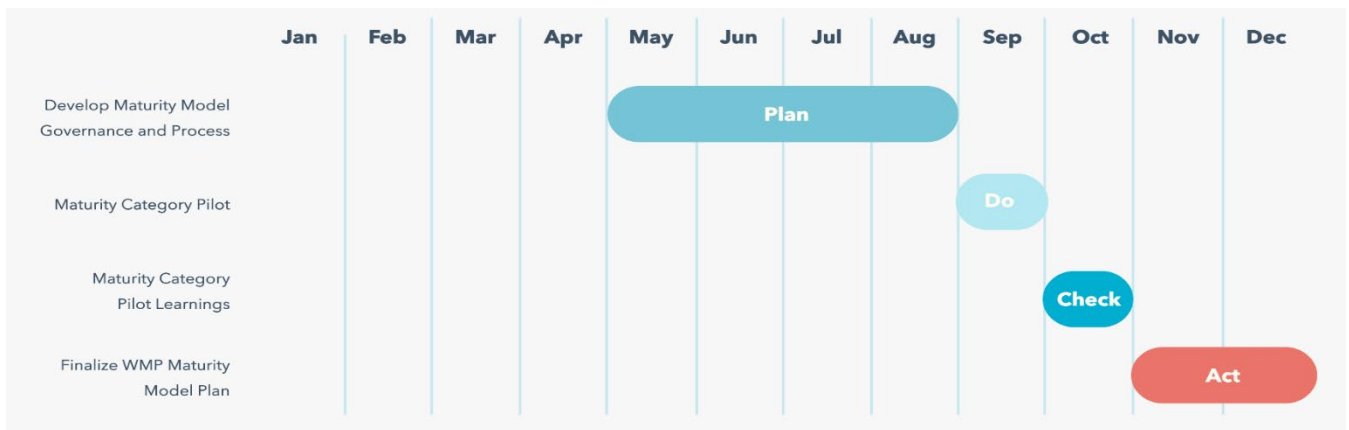 Jan Feb Mar Apr May Jun Jul Aug Sep Oct Nov Dec
Develop Maturity Model
Governance and Process
Plan
Maturity Category Pilot
Do
Maturity Category
Pilot Learnings
Check
Finalize WMP Maturity
Model Plan
Act